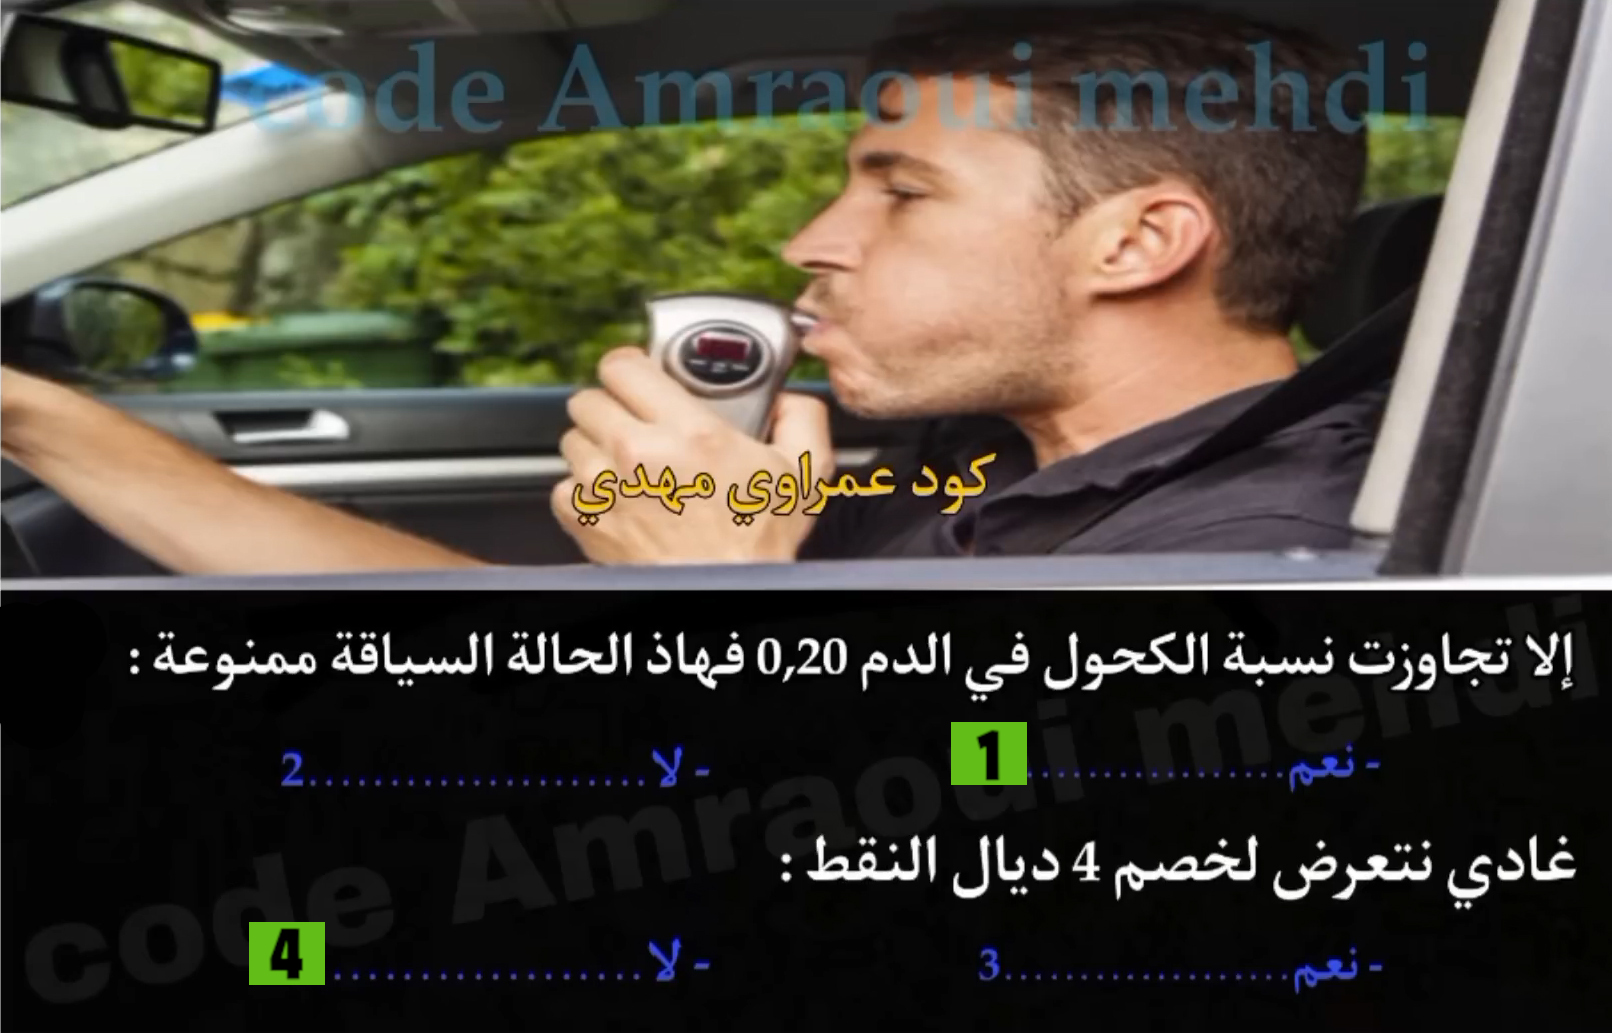 code Amraoui mehdi
كود عمراوي مهدي
إلا تجاوزت نسبة الكحول في الدم 0,20 فهاذ الحالة السياقة ممنوعة :
- نعم..................1 - لا.....................2
غادي نتعرض لخصم 4 ديال النقط :
- نعم...................3 - لا....................4
code Amraoui mehdi